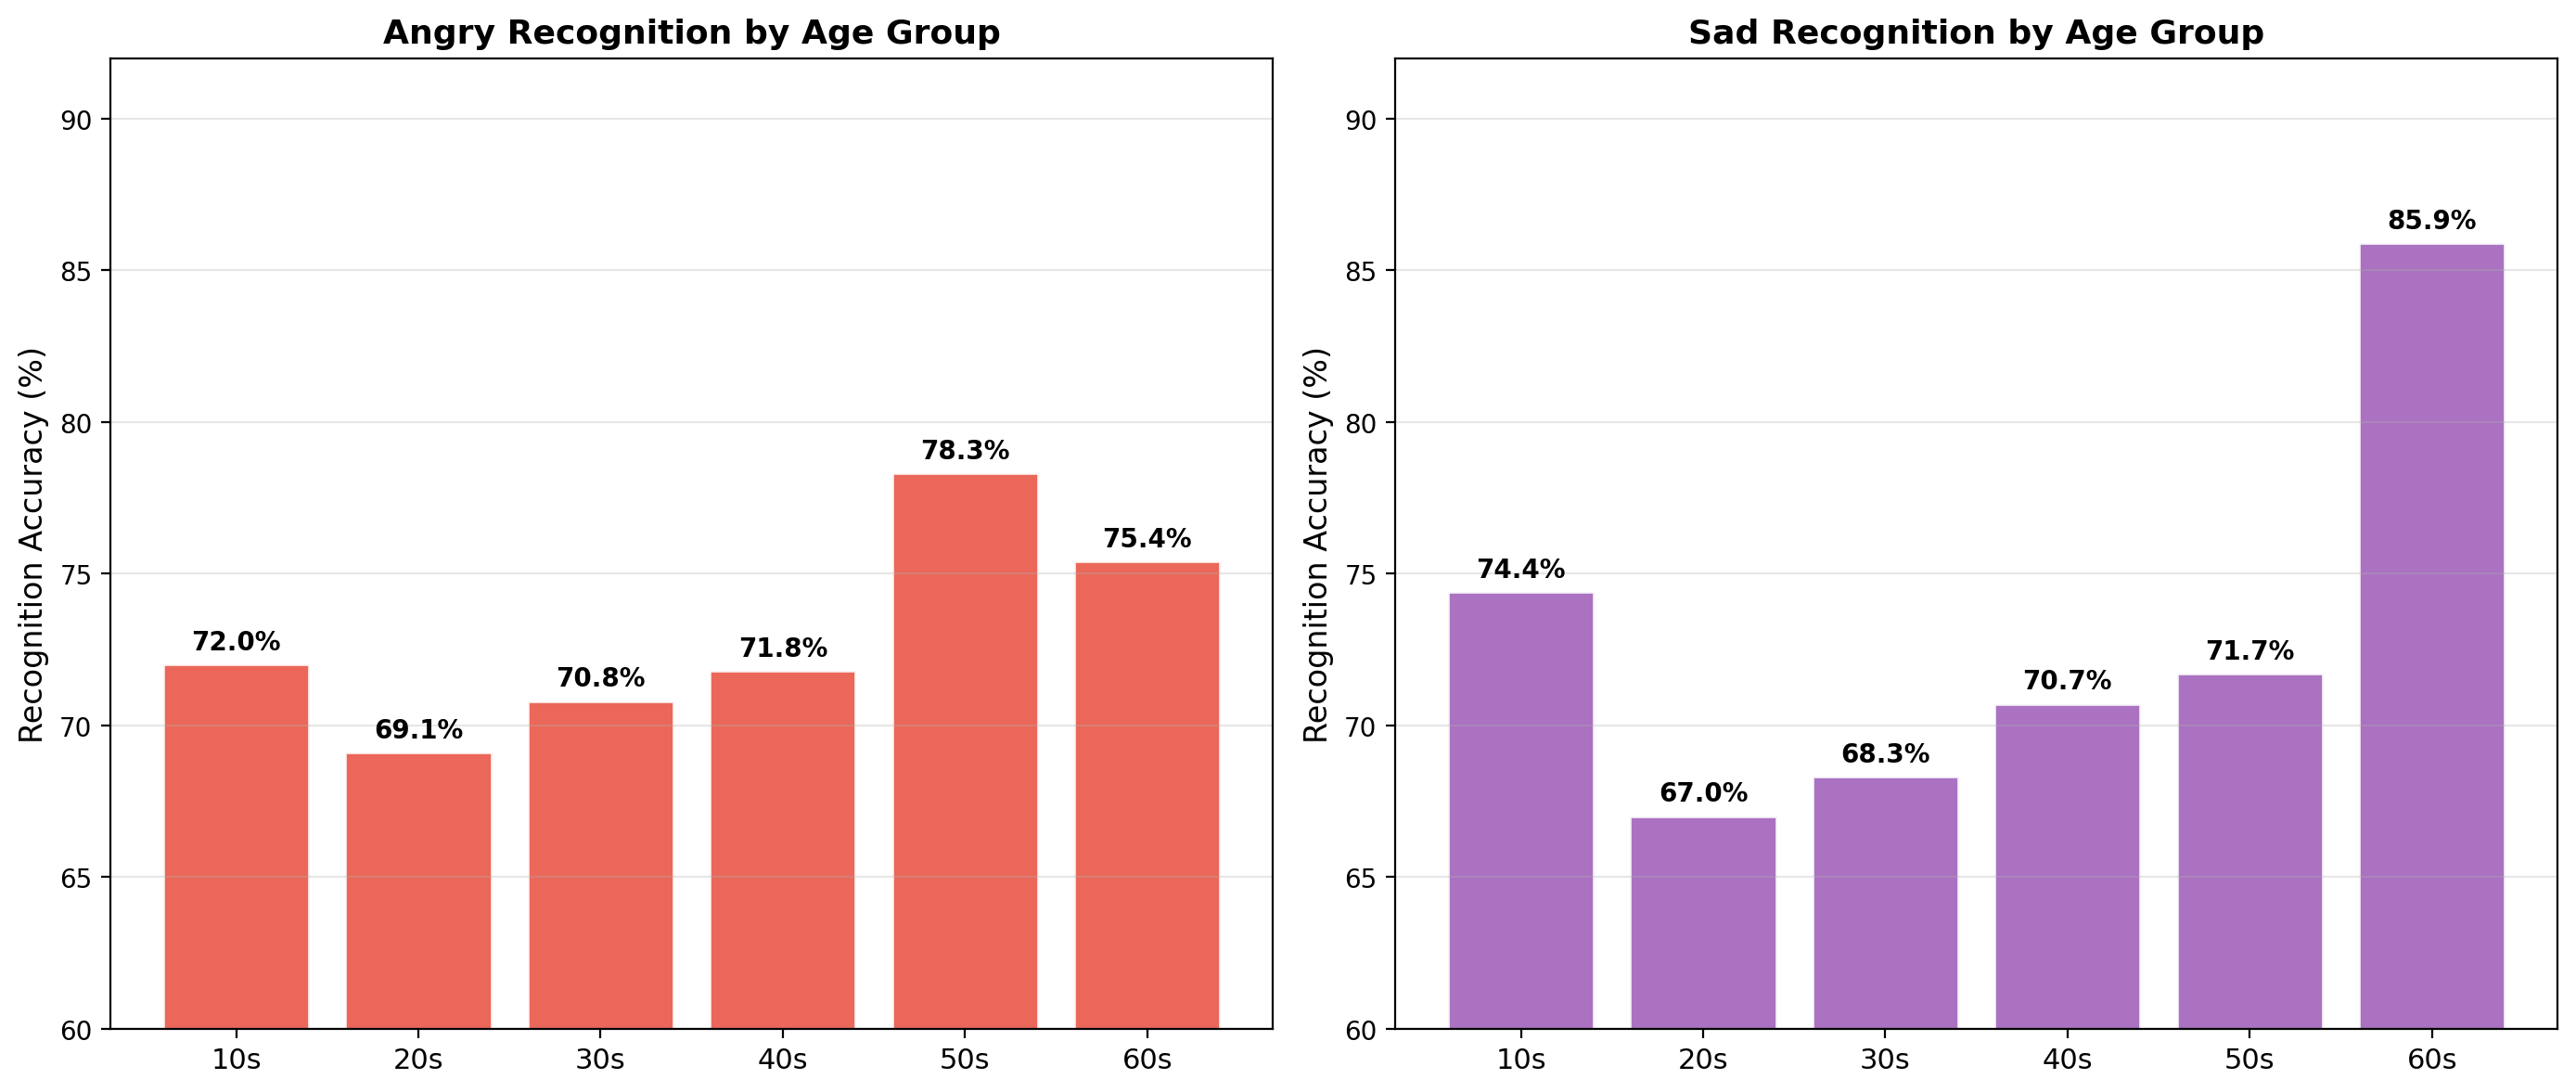 Angry Recognition by Age Group
Recognition Accuracy (%)
90
85
80
75
70
65
60
72.0%
69.1%
70.8%
71.8%
78.3%
75.4%
10s
20s
30s
40s
50s
60s
Sad Recognition by Age Group
Recognition Accuracy (%)
90
85
80
75
70
65
60
74.4%
67.0%
68.3%
70.7%
71.7%
85.9%
10s
20s
30s
40s
50s
60s